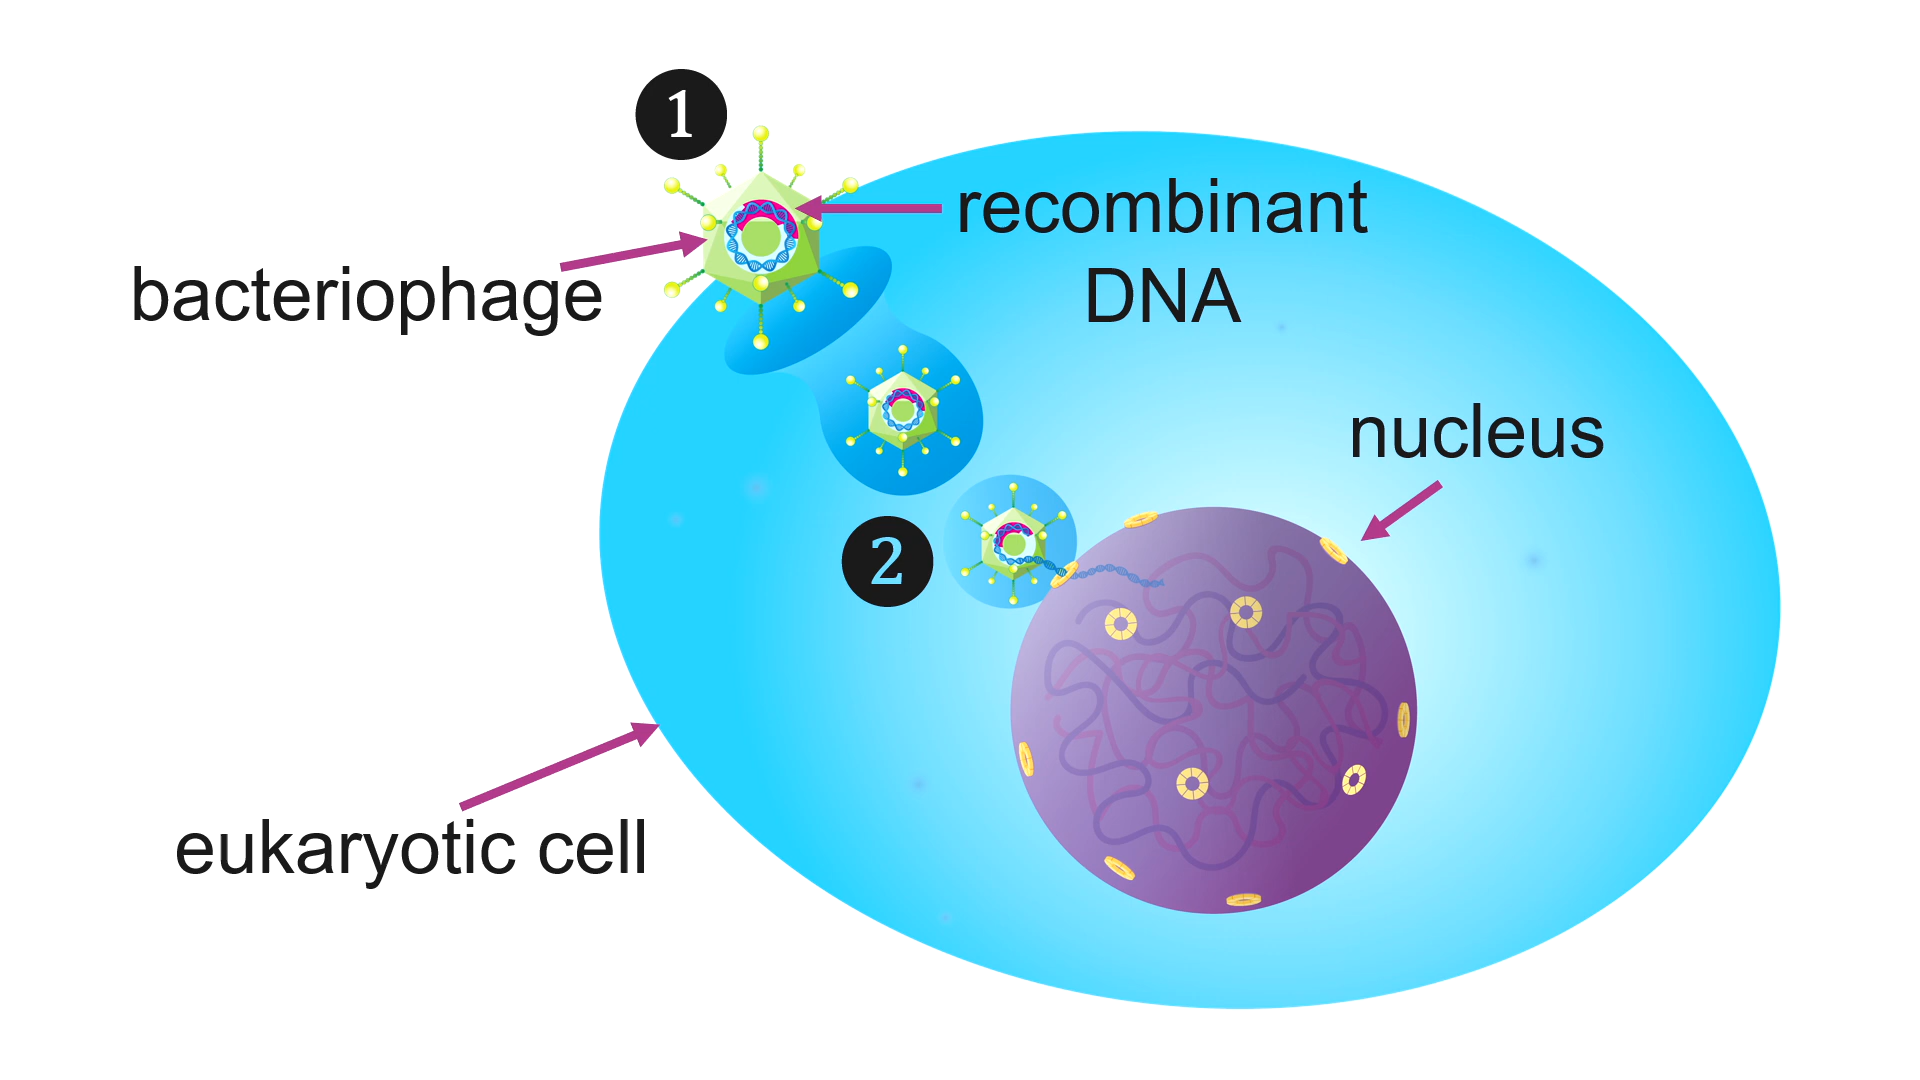 1
bacteriophage
recombinant
DNA
nucleus
2
eukaryotic cell